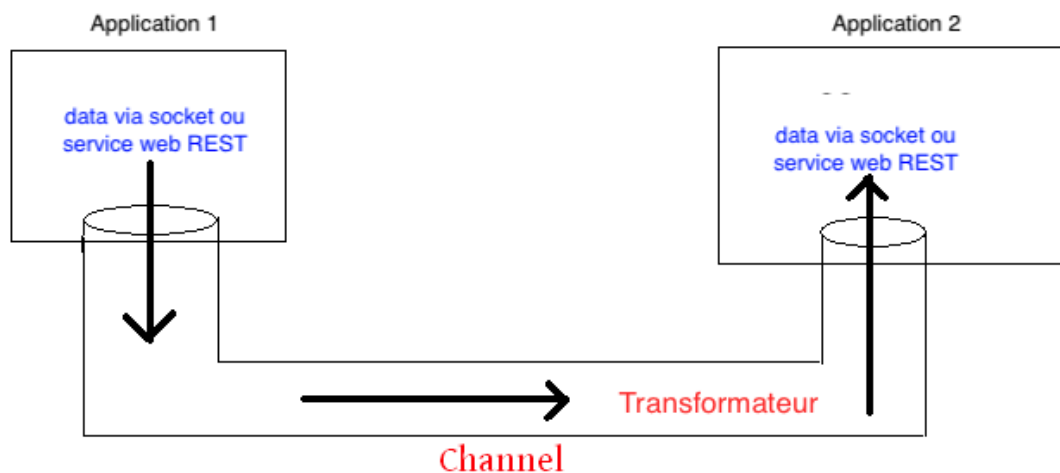 Application 1
Application 2
data via socket ou
service web REST
data via socket ou
service web REST
Transformateur
Channel